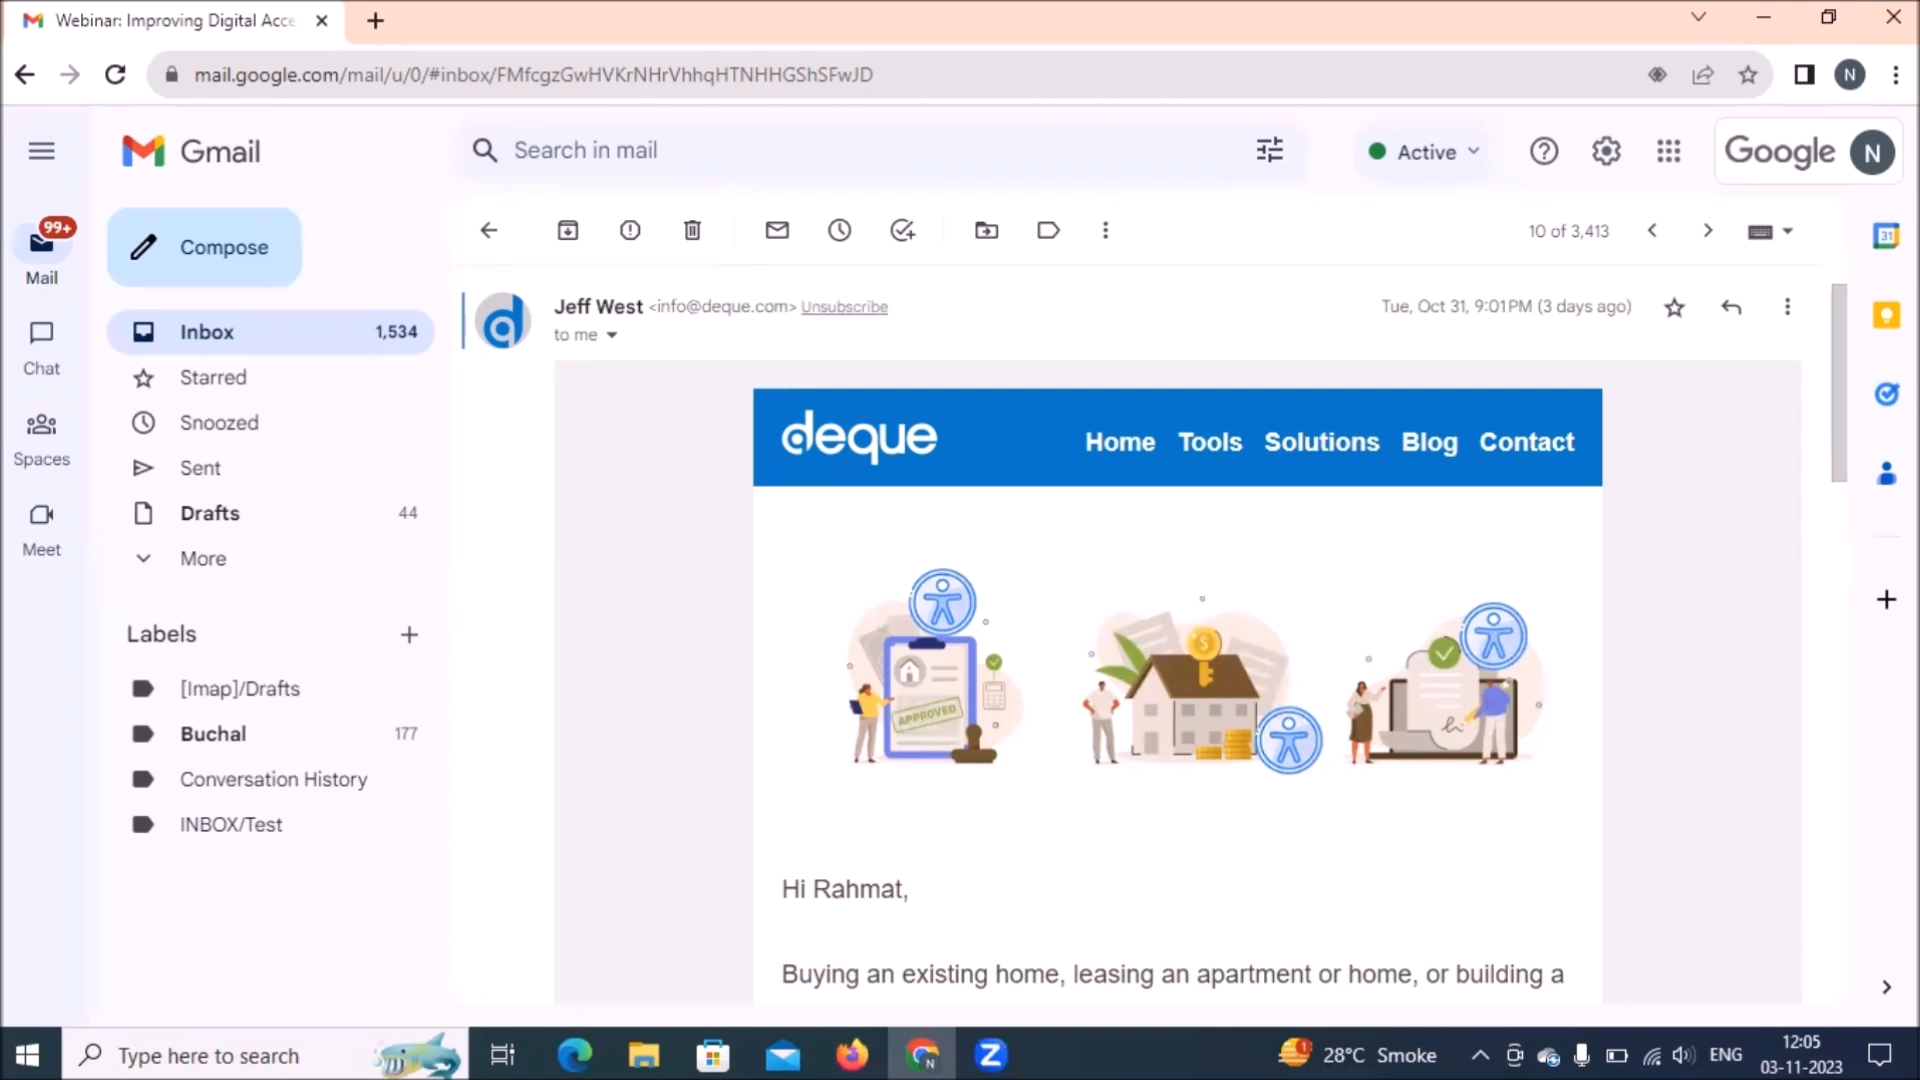 Webinar: Improving Digital Acce
mail.google.com/mail/u/0/#inbox/FMfcgzGwHVKrNHrVhhqHTNHHGShSFwJD
N
Gmail
Search in mail
Active
Google
N
99+
Mail
Compose
10 of 3,413
31
Chat
Spaces
Meet
Inbox 1,534
Starred
Snoozed
Sent
Drafts 44
More
Labels
[Imap]/Drafts
Buchal 177
Conversation History
INBOX/Test
Jeff West <info@deque.com> Unsubscribe
Tue, Oct 31, 9:01 PM (3 days ago)
to me
deque
Home Tools Solutions Blog Contact
APPROVED
$
Hi Rahmat,
Buying an existing home, leasing an apartment or home, or building a
Type here to search
N
Z
1
28°C Smoke
ENG
12:05
03-11-2023